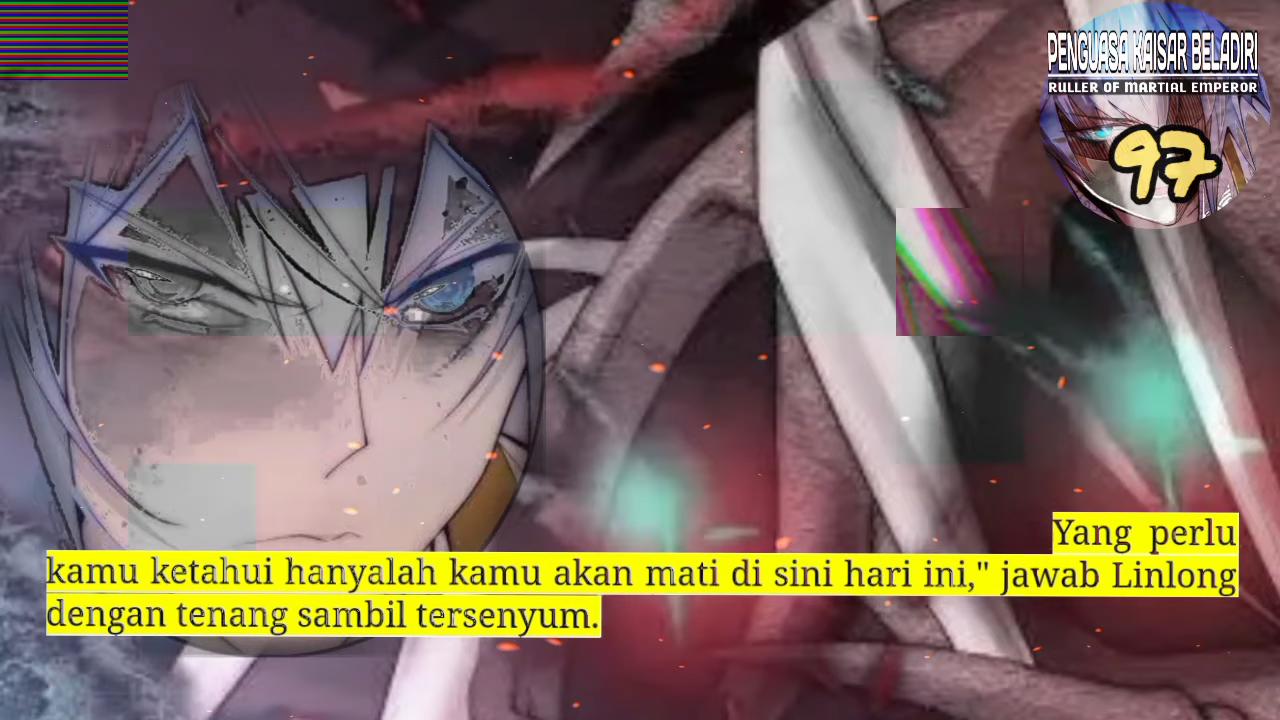 PENGUASA KAISAR BELADIRI
RULLER OF MARTIAL EMPEROR
97
Yang perlu
kamu ketahui hanyalah kamu akan mati di sini hari ini," jawab Linlong
dengan tenang sambil tersenyum.